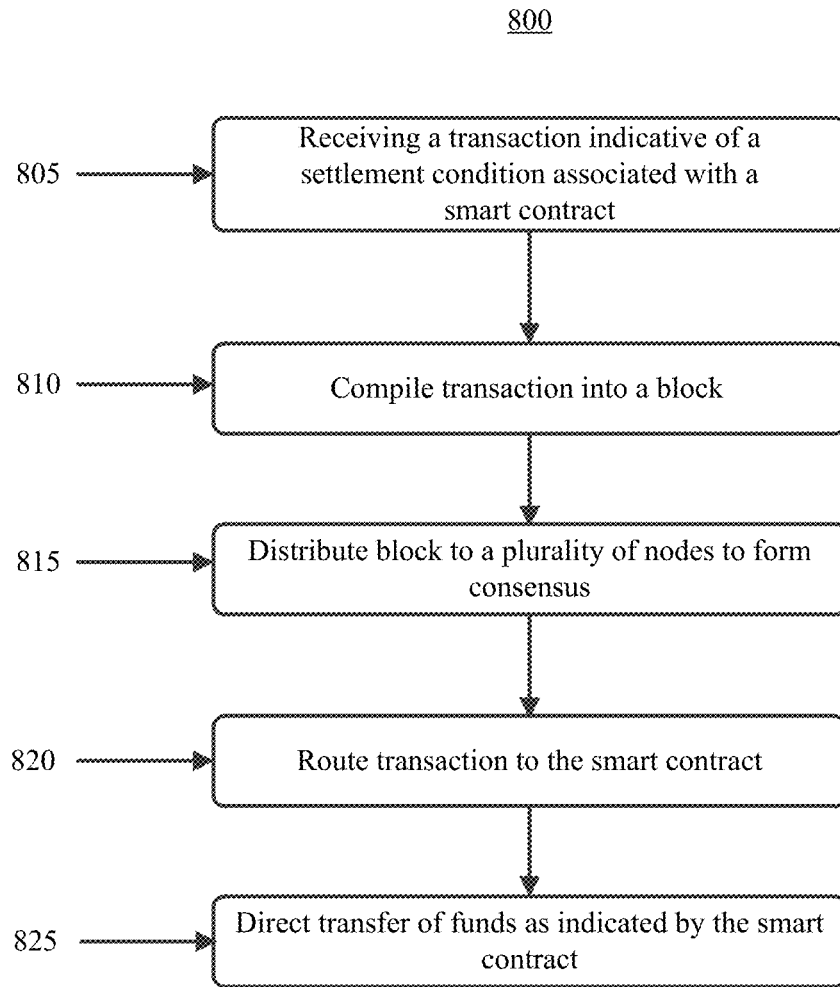 800
805
Receiving a transaction indicative of a
settlement condition associated with a
smart contract
810
Compile transaction into a block
815
Distribute block to a plurality of nodes to form
consensus
820
Route transaction to the smart contract
825
Direct transfer of funds as indicated by the smart
contract